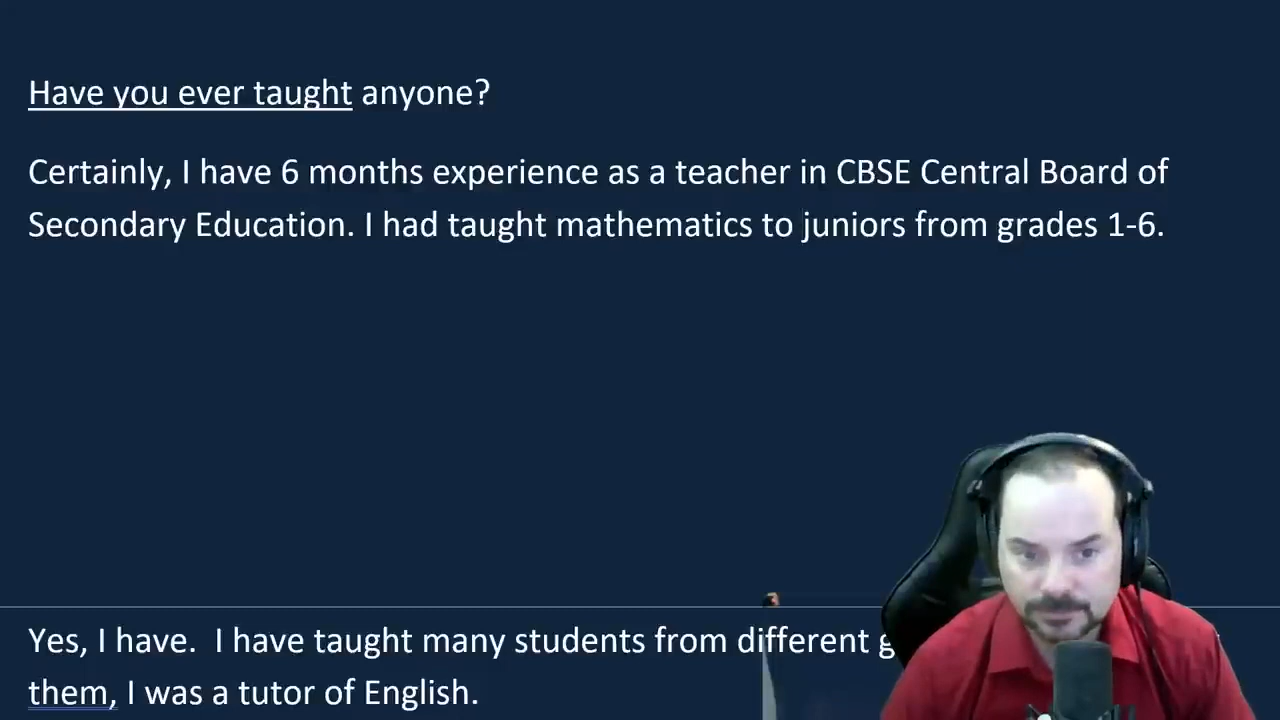 Have you ever taught anyone?
Certainly, I have 6 months experience as a teacher in CBSE Central Board of
Secondary Education. I had taught mathematics to juniors from grades 1-6.
Yes, I have. I have taught many students from different
them, I was a tutor of English.